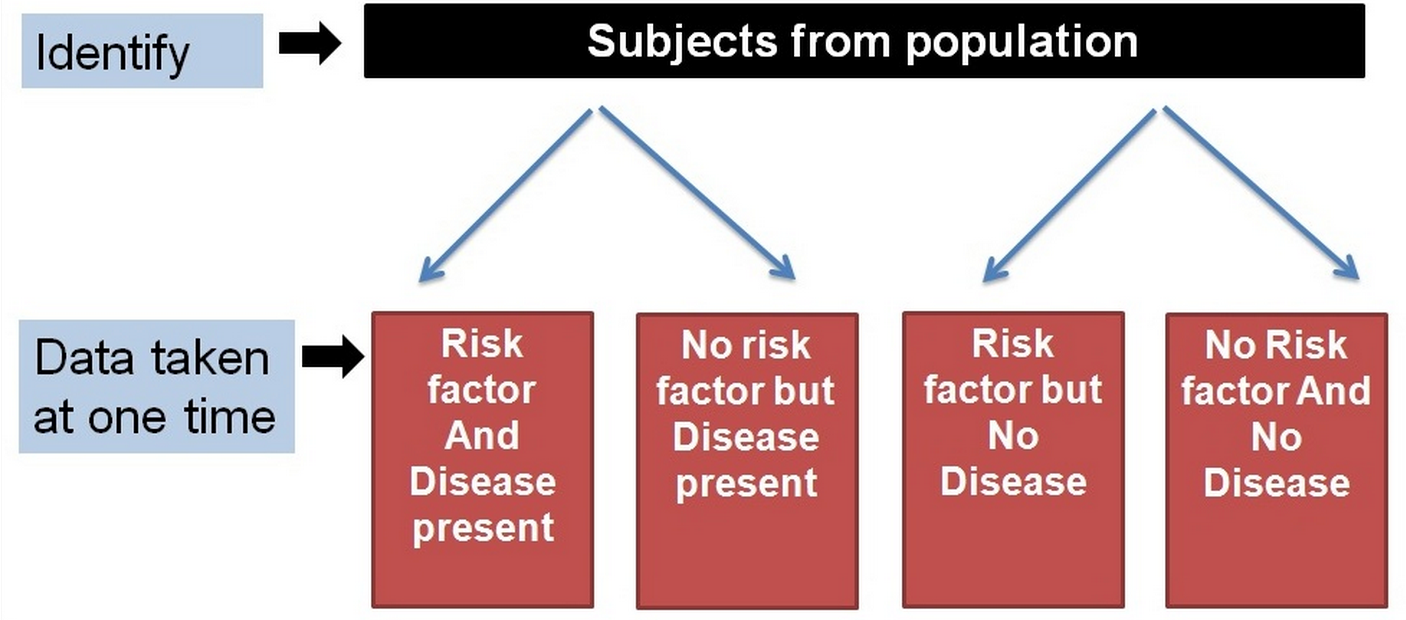 Identify
Subjects from population
Data taken
at one time
Risk
factor
And
Disease
present
No risk
factor but
Disease
present
Risk
factor but
No
Disease
No Risk
factor And
No
Disease